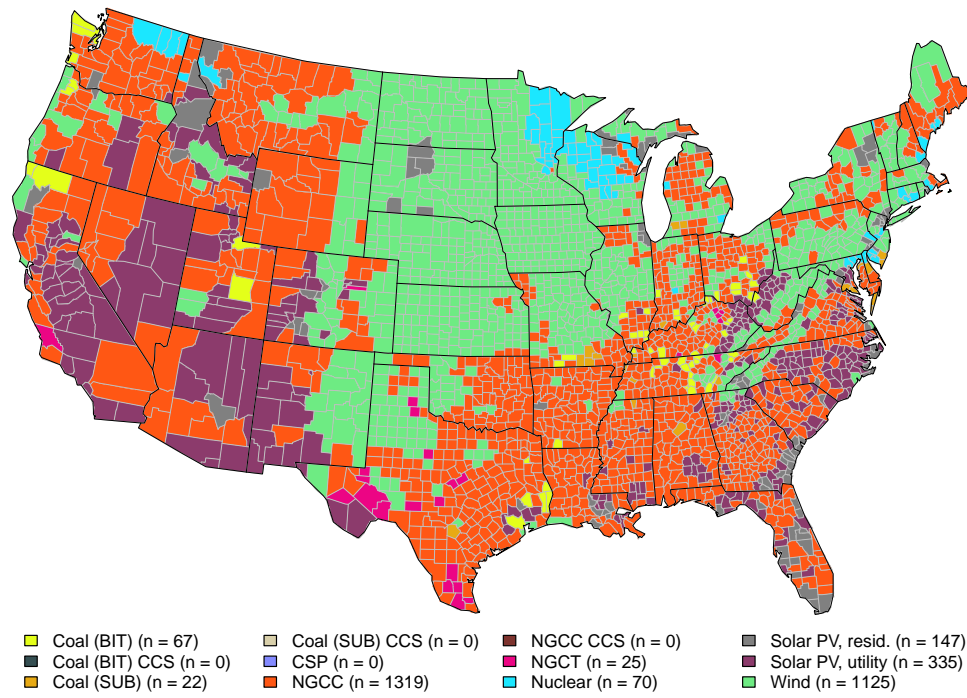 Coal (BIT) (n = 67)
Coal (BIT) CCS (n = 0)
Coal (SUB) (n = 22)
Coal (SUB) CCS (n = 0)
CSP (n = 0)
NGCC (n = 1319)
NGCC CCS (n = 0)
NGCT (n = 25)
Nuclear (n = 70)
Solar PV, resid. (n = 147)
Solar PV, utility (n = 335)
Wind (n = 1125)